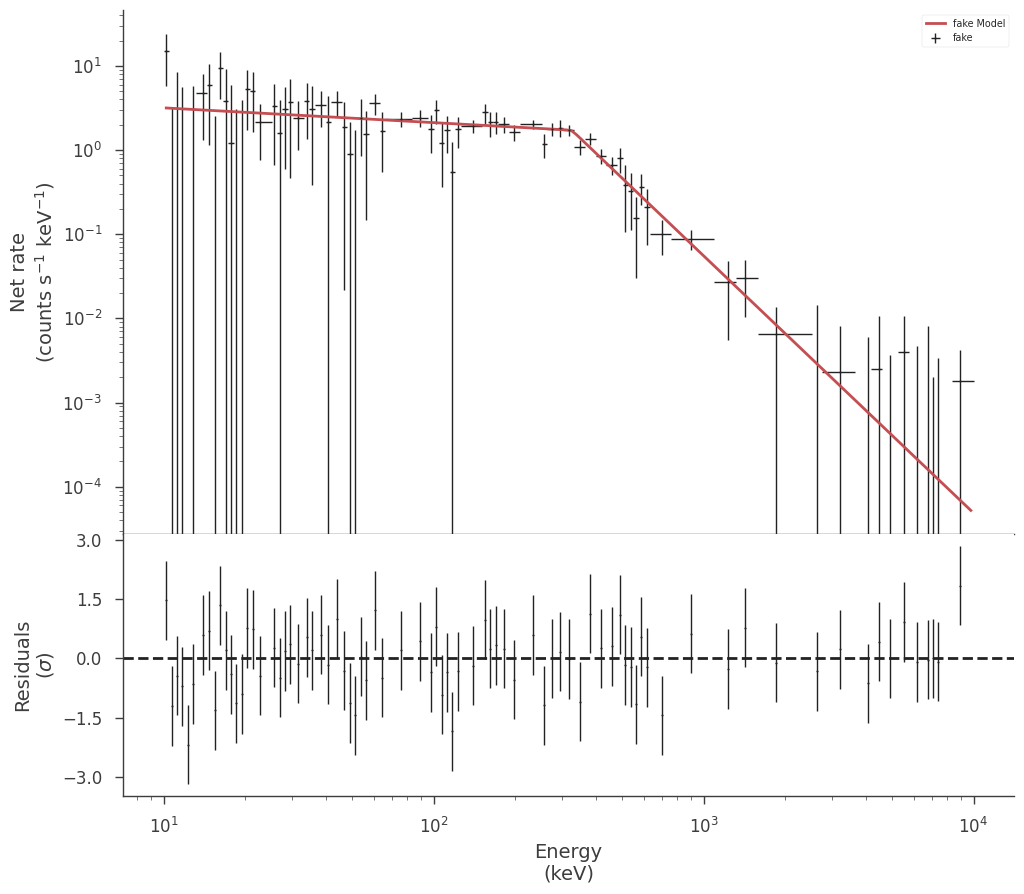 fake Model
fake
10¹
10⁰
10⁻¹
10⁻²
10⁻³
10⁻⁴
Net rate
(counts s⁻¹ keV⁻¹)
3.0
1.5
0.0
−1.5
−3.0
Residuals
(σ)
10¹
10²
10³
10⁴
Energy
(keV)